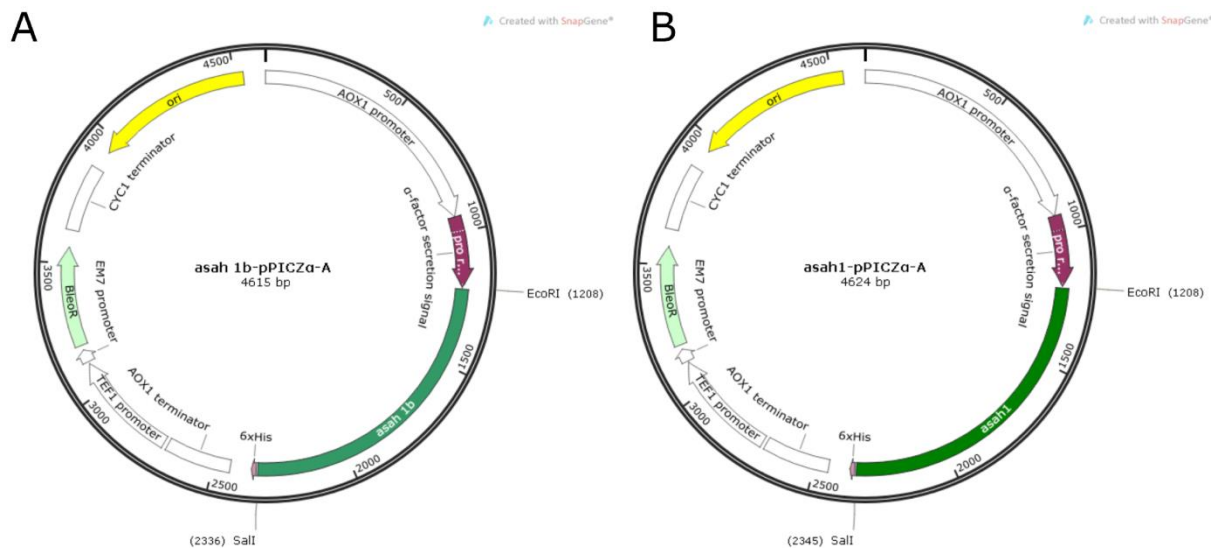 A
Created with SnapGene®
4500
ori
AOX1 promoter
500
4000
CYC1 terminator
α-factor secretion signal
1000
pro r...
asah 1b-pPICZα-A
4615 bp
EcoRI (1208)
3500
BleoR
EM7 promoter
AOX1 terminator
TEF1 promoter
3000
1500
asah 1b
6xHis
2000
2500
(2336) SalI
B
Created with SnapGene
4500
ori
AOX1 promoter
500
4000
CYC1 terminator
α-factor secretion signal
1000
pro r...
asah1-pPICZα-A
4624 bp
EcoRI (1208)
3500
BleoR
EM7 promoter
AOX1 terminator
TEF1 promoter
3000
1500
asah1
6xHis
2000
2500
(2345) SalI